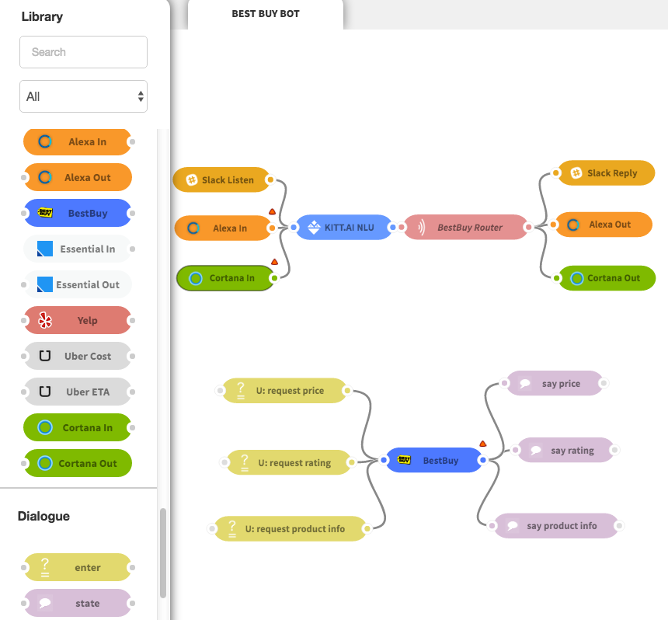 Library
Search
All
Alexa In
Alexa Out
BestBuy
Essential In
Essential Out
Yelp
Uber Cost
Uber ETA
Cortana In
Cortana Out
Dialogue
enter
state
BEST BUY BOT
Slack Listen
Alexa In
Cortana In
KITT.AI NLU
BestBuy Router
Slack Reply
Alexa Out
Cortana Out
U: request price
U: request rating
U: request product info
BestBuy
say price
say rating
say product info